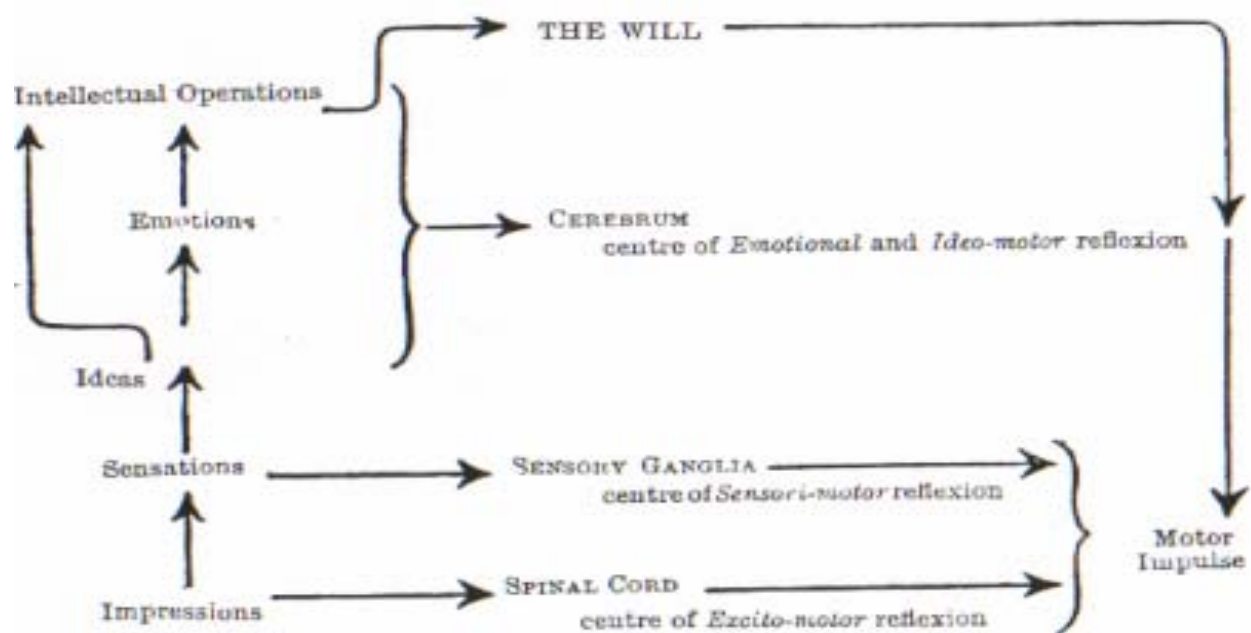 THE WILL
Intellectual Operations
Emotions
CEREBRUM
centre of Emotional and Ideo-motor reflexion
Ideas
Sensations
SENSORY GANGLIA
centre of Sensori-motor reflexion
Motor
Impulse
Impressions
SPINAL CORD
centre of Excito-motor reflexion